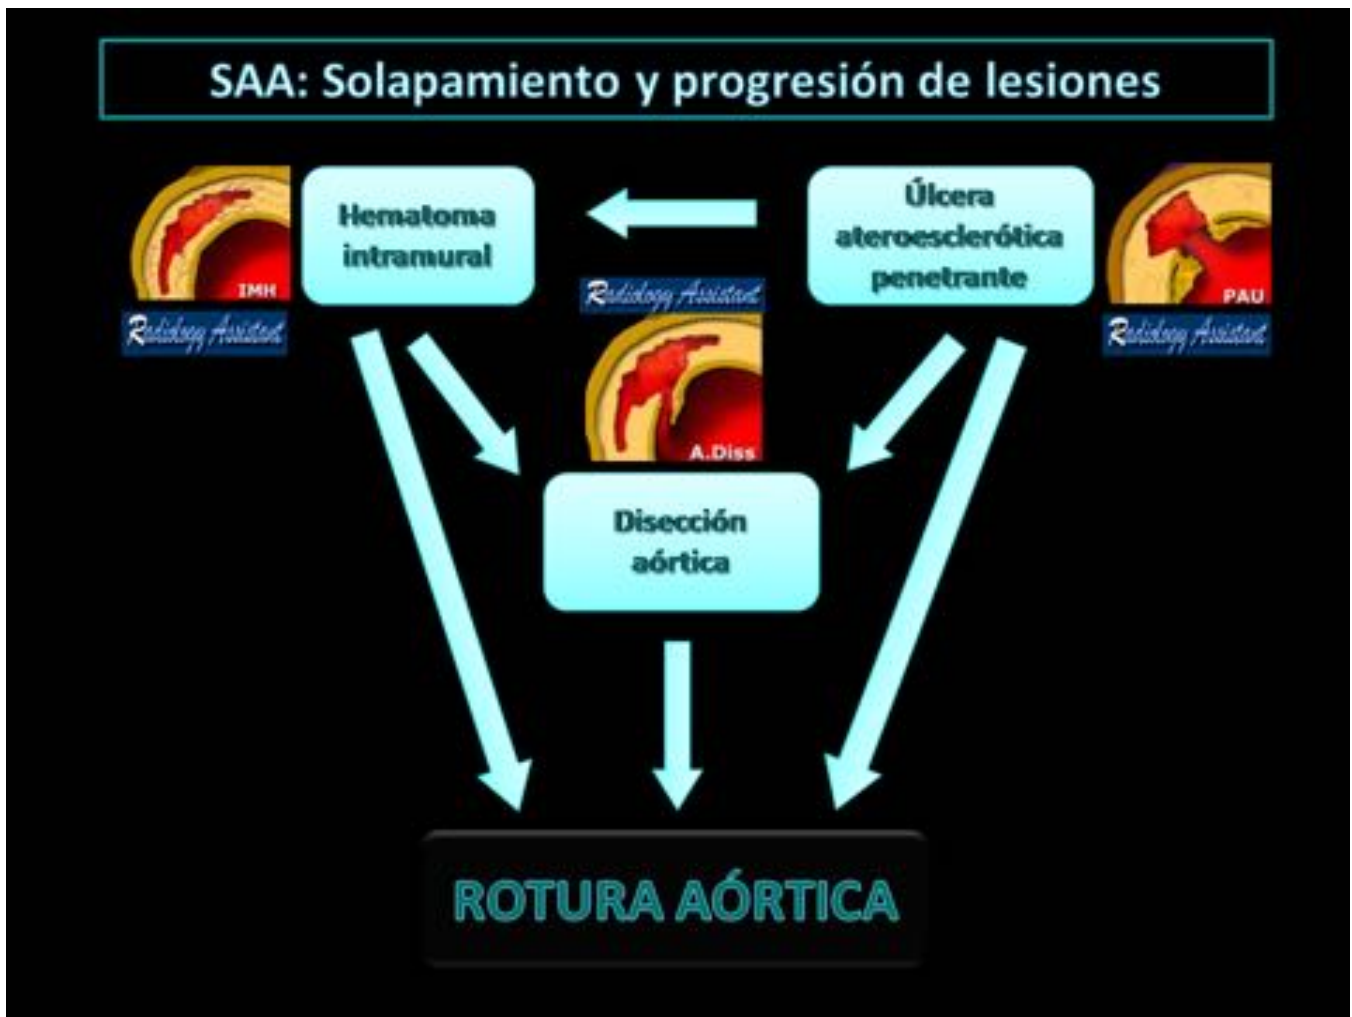 SAA: Solapamiento y progresión de lesiones
Hematoma
intramural
IMH
Radiology Assistant
Úlcera
ateroesclerótica
penetrante
PAU
Radiology Assistant
Radiology Assistant
A.Diss
Disección
aórtica
ROTURA AÓRTICA